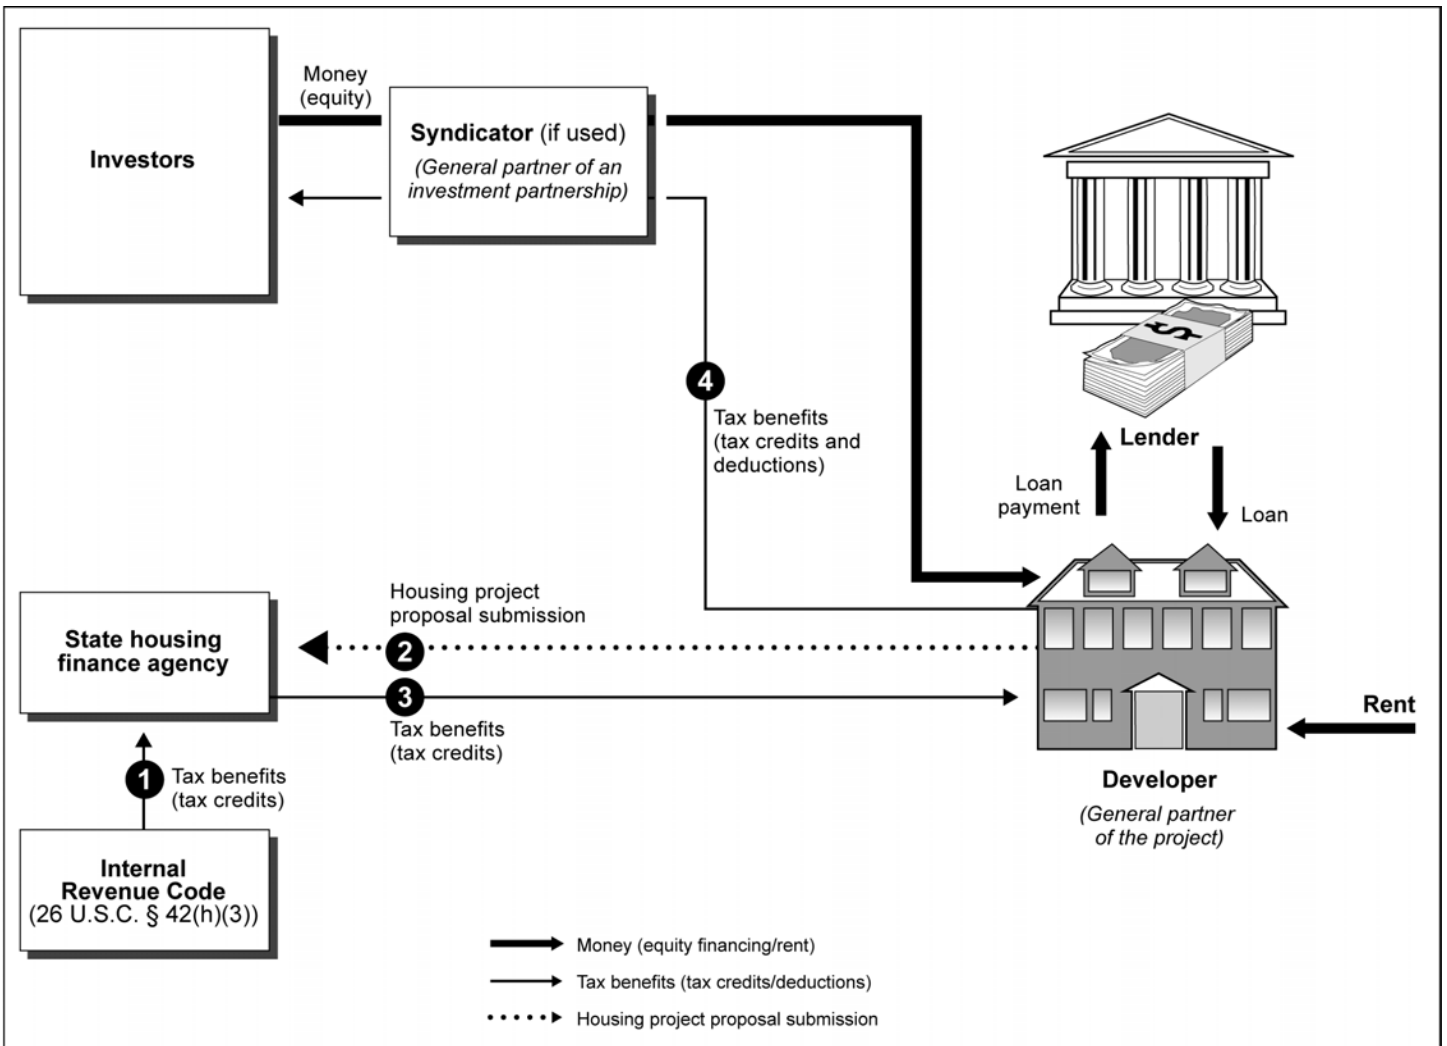 Money
(equity)
Investors
Syndicator (if used)
(General partner of an
investment partnership)
4
Tax benefits
(tax credits and
deductions)
$
Lender
Loan
payment
Loan
Housing project
proposal submission
2
State housing
finance agency
3
Tax benefits
(tax credits)
Rent
1
Tax benefits
(tax credits)
Developer
(General partner
of the project)
Internal
Revenue Code
(26 U.S.C. § 42(h)(3))
Money (equity financing/rent)
Tax benefits (tax credits/deductions)
Housing project proposal submission